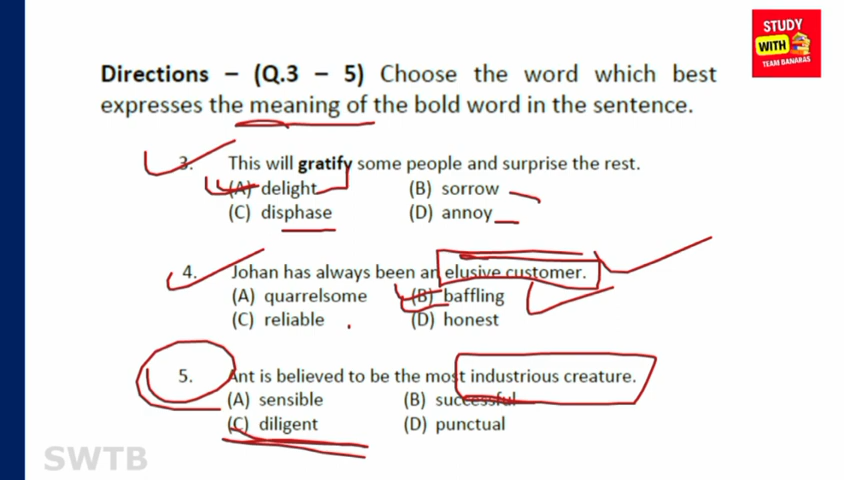 STUDY
WITH
TEAM BANARAS
Directions – (Q.3 – 5) Choose the word which best
expresses the meaning of the bold word in the sentence.
3. This will gratify some people and surprise the rest.
(A) delight (B) sorrow
(C) disphase (D) annoy
4. Johan has always been an elusive customer.
(A) quarrelsome (B) baffling
(C) reliable (D) honest
5. Ant is believed to be the most industrious creature.
(A) sensible (B) successful
(C) diligent (D) punctual
SWTB